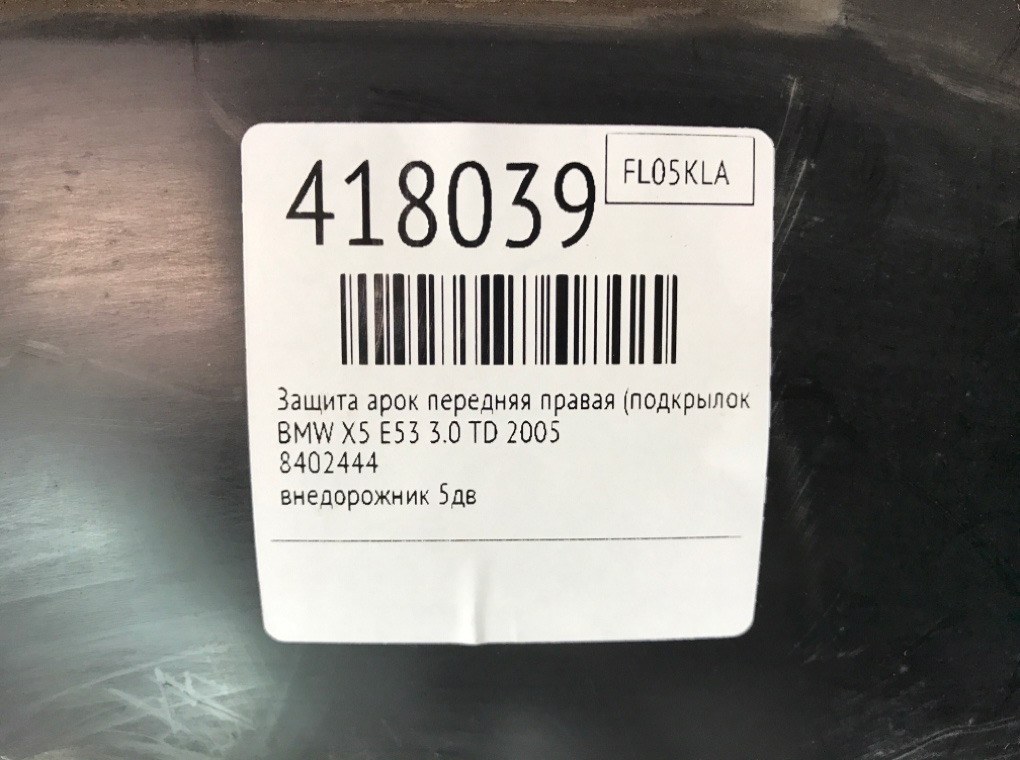 418039
FL05KLA
Защита арок передняя правая (подкрылок
BMW X5 E53 3.0 TD 2005
8402444
внедорожник 5дв